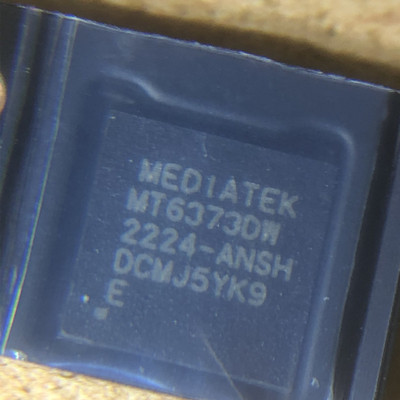 MEDIATEK
MT6373DW
2224-ANSH
DCMJ5YK9
E